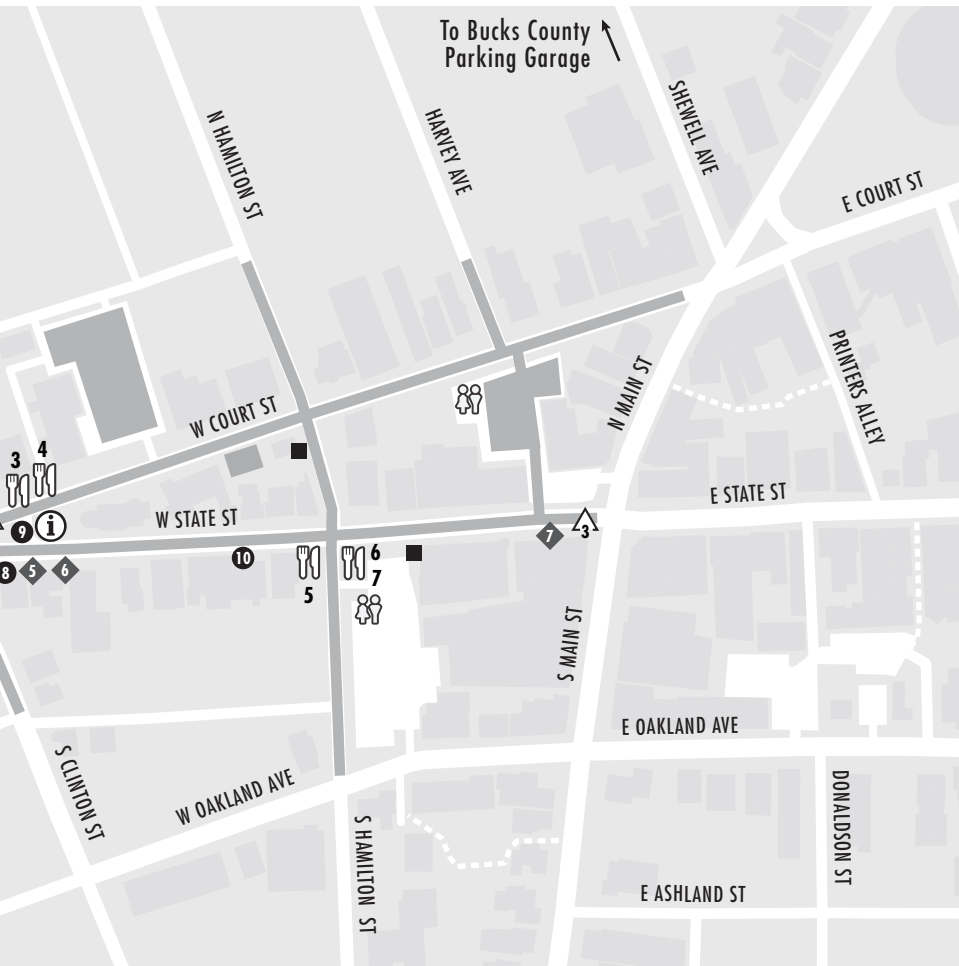 To Bucks County
Parking Garage
N HAMILTON ST
HARVEY AVE
SHEWELL AVE
E COURT ST
N MAIN ST
PRINTERS ALLEY
W COURT ST
3
4
9
i
W STATE ST
E STATE ST
7
3
8
5
6
10
5
6
7
S MAIN ST
E OAKLAND AVE
S CLINTON ST
W OAKLAND AVE
S HAMILTON ST
DONALDSON ST
E ASHLAND ST